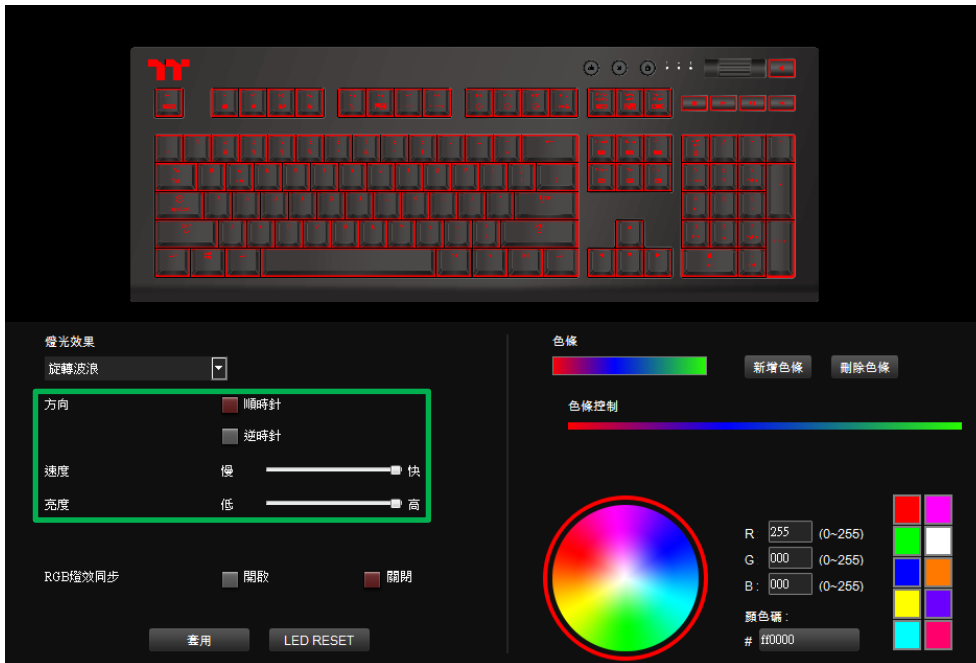 燈光效果
旋轉波浪
方向
順時針
逆時針
速度 慢 快
亮度 低 高
RGB燈效同步 開啟 關閉
套用 LED RESET
色條
新增色條 刪除色條
色條控制
R 255 (0~255)
G 000 (0~255)
B: 000 (0~255)
顏色碼:
# ff0000